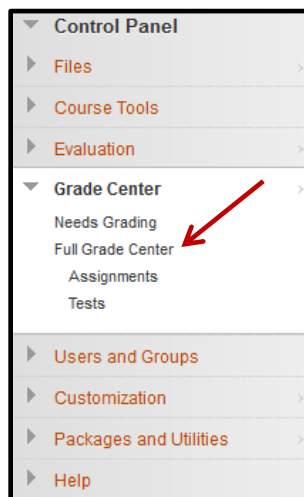 Control Panel
Files
Course Tools
Evaluation
Grade Center
Needs Grading
Full Grade Center
Assignments
Tests
Users and Groups
Customization
Packages and Utilities
Help